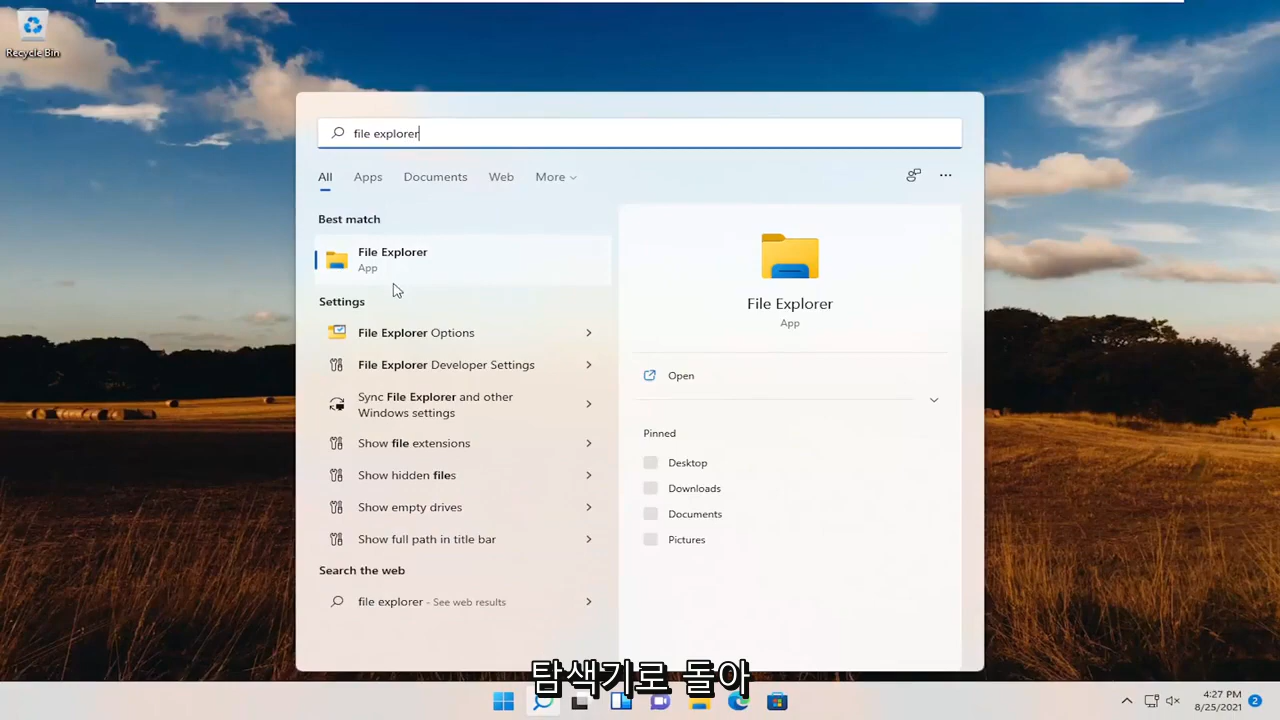 Recycle Bin
file explorer
All Apps Documents Web More
Best match
File Explorer
App
Settings
File Explorer Options
File Explorer Developer Settings
Sync File Explorer and other
Windows settings
Show file extensions
Show hidden files
Show empty drives
Show full path in title bar
Search the web
file explorer - See web results
File Explorer
App
Open
Pinned
Desktop
Downloads
Documents
Pictures
탐색기로 돌아
4:27 PM
8/25/2021
2